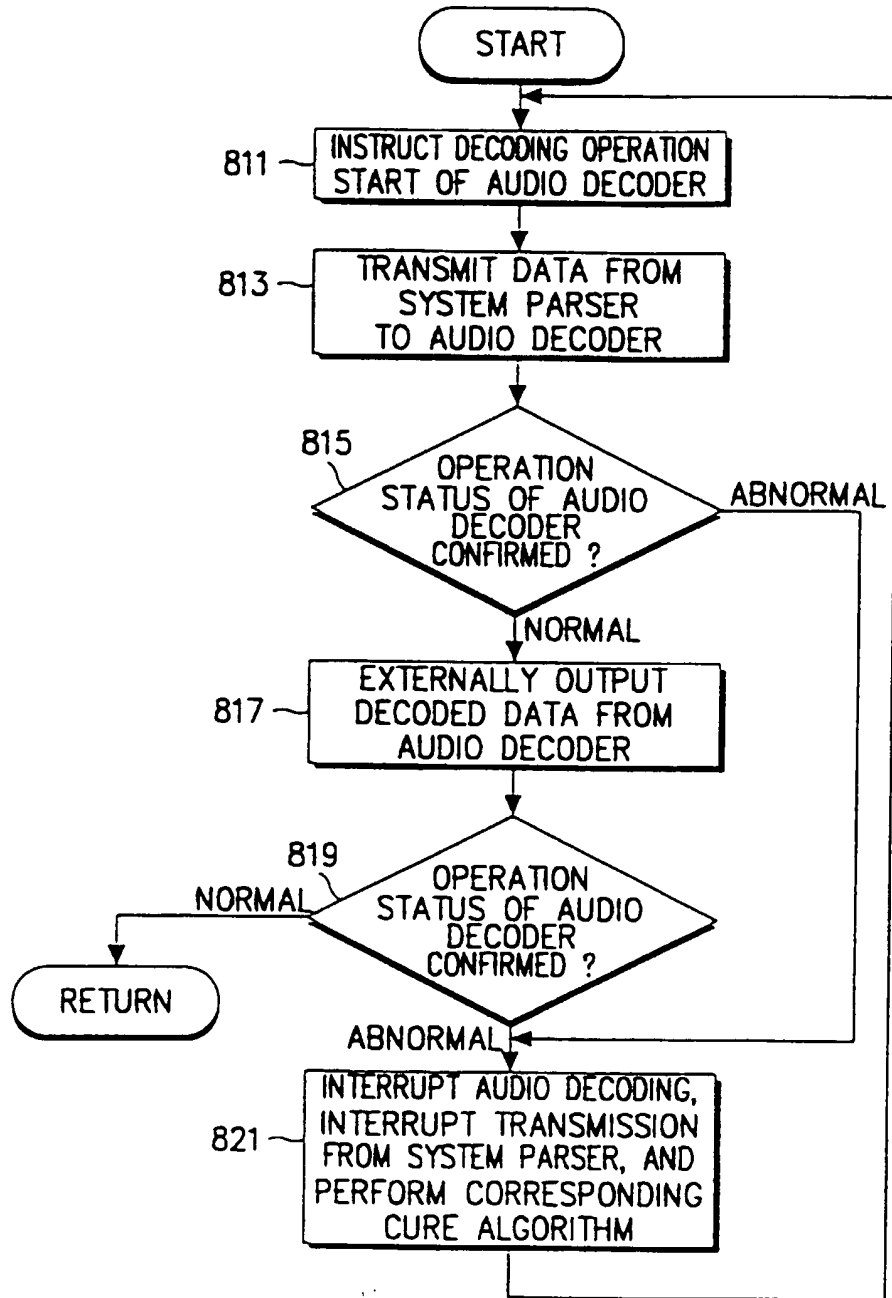 START
811
INSTRUCT DECODING OPERATION
START OF AUDIO DECODER
813
TRANSMIT DATA FROM
SYSTEM PARSER
TO AUDIO DECODER
815
OPERATION
STATUS OF AUDIO
DECODER
CONFIRMED ?
ABNORMAL
NORMAL
817
EXTERNALLY OUTPUT
DECODED DATA FROM
AUDIO DECODER
819
OPERATION
STATUS OF AUDIO
DECODER
CONFIRMED ?
NORMAL
RETURN
ABNORMAL
821
INTERRUPT AUDIO DECODING,
INTERRUPT TRANSMISSION
FROM SYSTEM PARSER, AND
PERFORM CORRESPONDING
CURE ALGORITHM